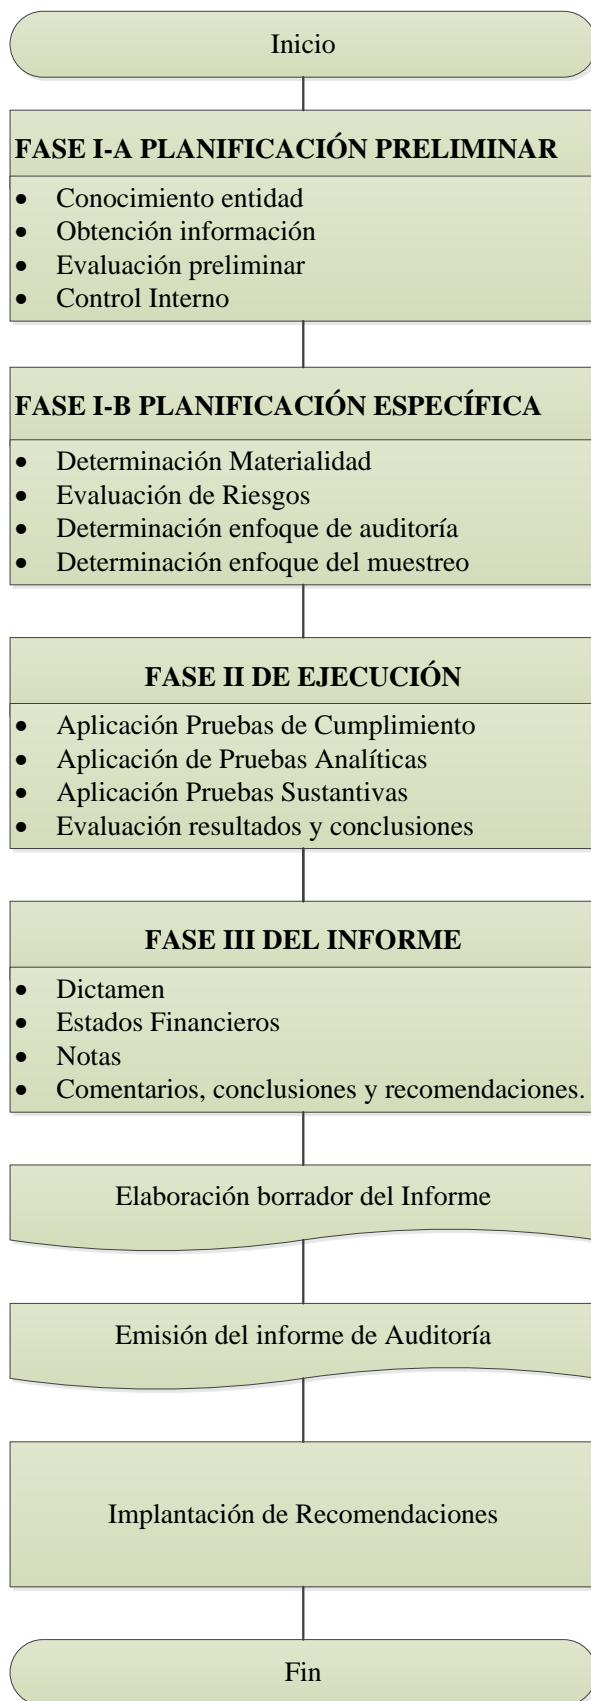 Inicio
FASE I-A PLANIFICACIÓN PRELIMINAR
• Conocimiento entidad
• Obtención información
• Evaluación preliminar
• Control Interno
FASE I-B PLANIFICACIÓN ESPECÍFICA
• Determinación Materialidad
• Evaluación de Riesgos
• Determinación enfoque de auditoría
• Determinación enfoque del muestreo
FASE II DE EJECUCIÓN
• Aplicación Pruebas de Cumplimiento
• Aplicación de Pruebas Analíticas
• Aplicación Pruebas Sustantivas
• Evaluación resultados y conclusiones
FASE III DEL INFORME
• Dictamen
• Estados Financieros
• Notas
• Comentarios, conclusiones y recomendaciones.
Elaboración borrador del Informe
Emisión del informe de Auditoría
Implantación de Recomendaciones
Fin